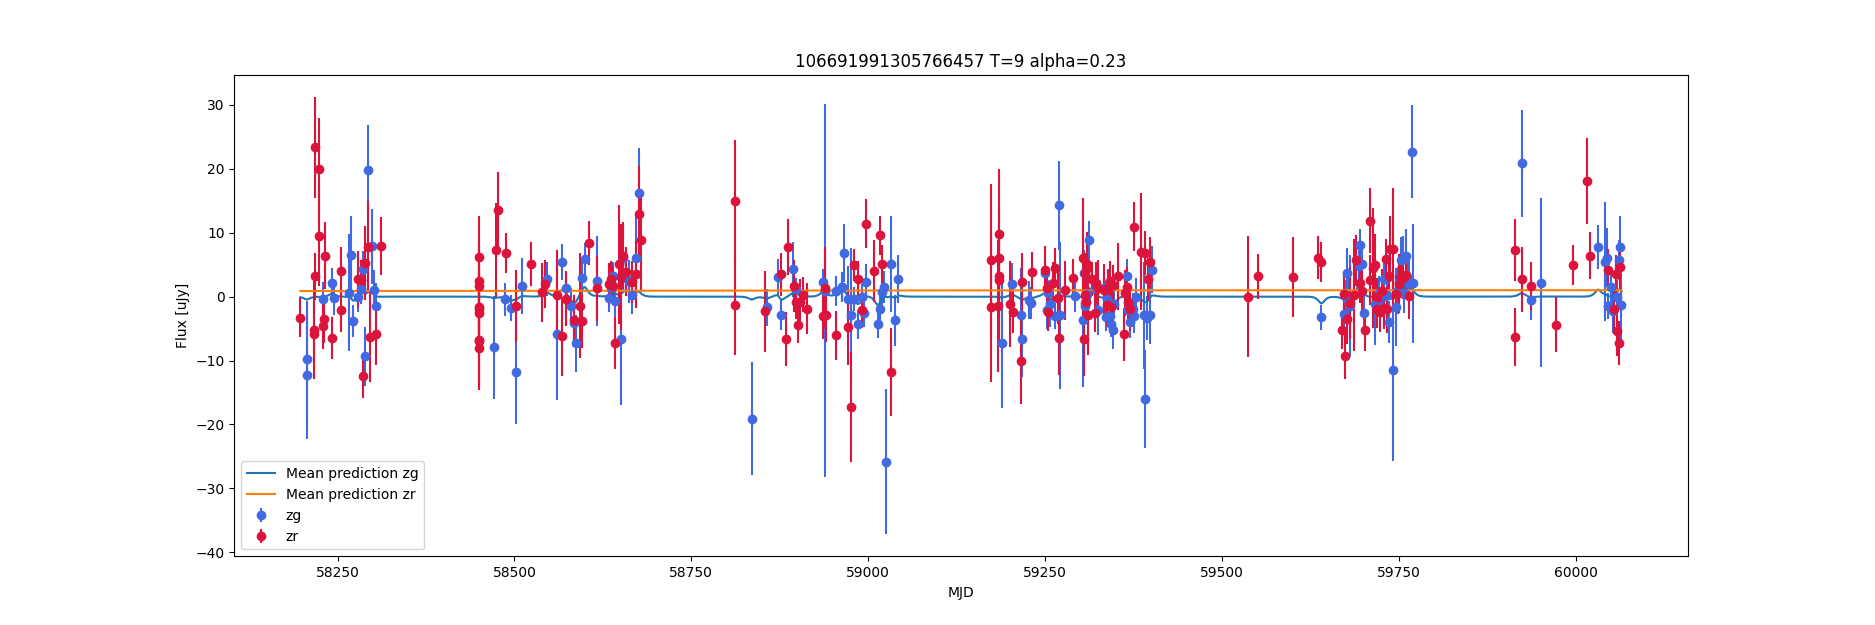 106691991305766457 T=9 alpha=0.23
Flux [uJy]
30
20
10
0
−10
−20
−30
−40
Mean prediction zg
Mean prediction zr
zg
zr
58250
58500
58750
59000
59250
59500
59750
60000
MJD